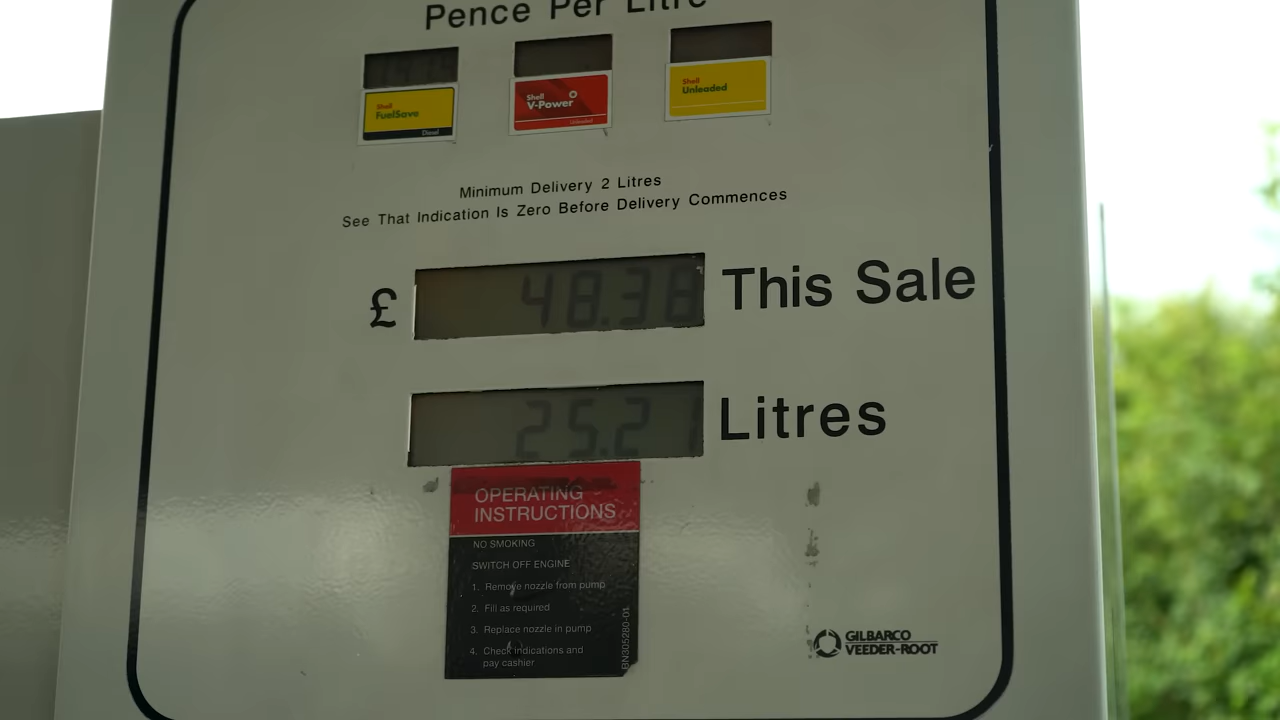 Pence Per Litre
Shell
FuelSave
Diesel
Shell
V-Power
Unleaded
Shell
Unleaded
Minimum Delivery 2 Litres
See That Indication Is Zero Before Delivery Commences
£ 48.38 This Sale
25.21 Litres
OPERATING
INSTRUCTIONS
NO SMOKING
SWITCH OFF ENGINE
1. Remove nozzle from pump
2. Fill as required
3. Replace nozzle in pump
4. Check indications and
pay cashier
BN305280-01
GILBARCO
VEEDER-ROOT